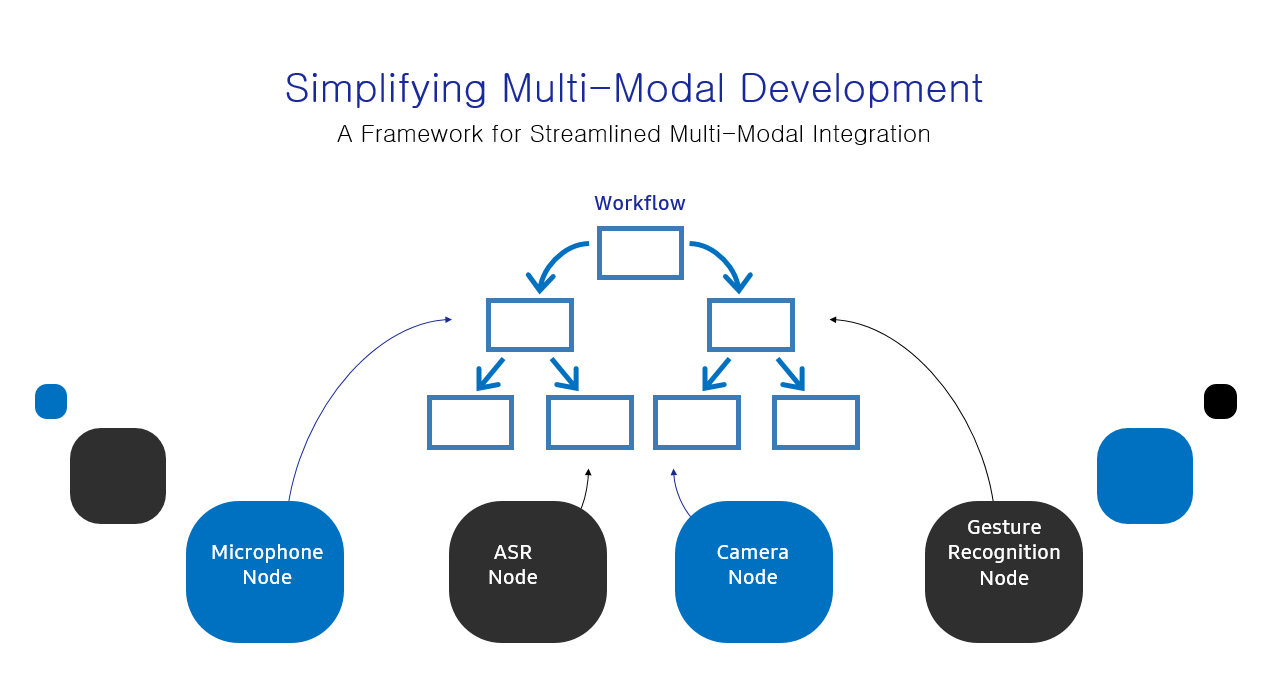 Simplifying Multi-Modal Development
A Framework for Streamlined Multi-Modal Integration
Workflow
Microphone
Node
ASR
Node
Camera
Node
Gesture
Recognition
Node